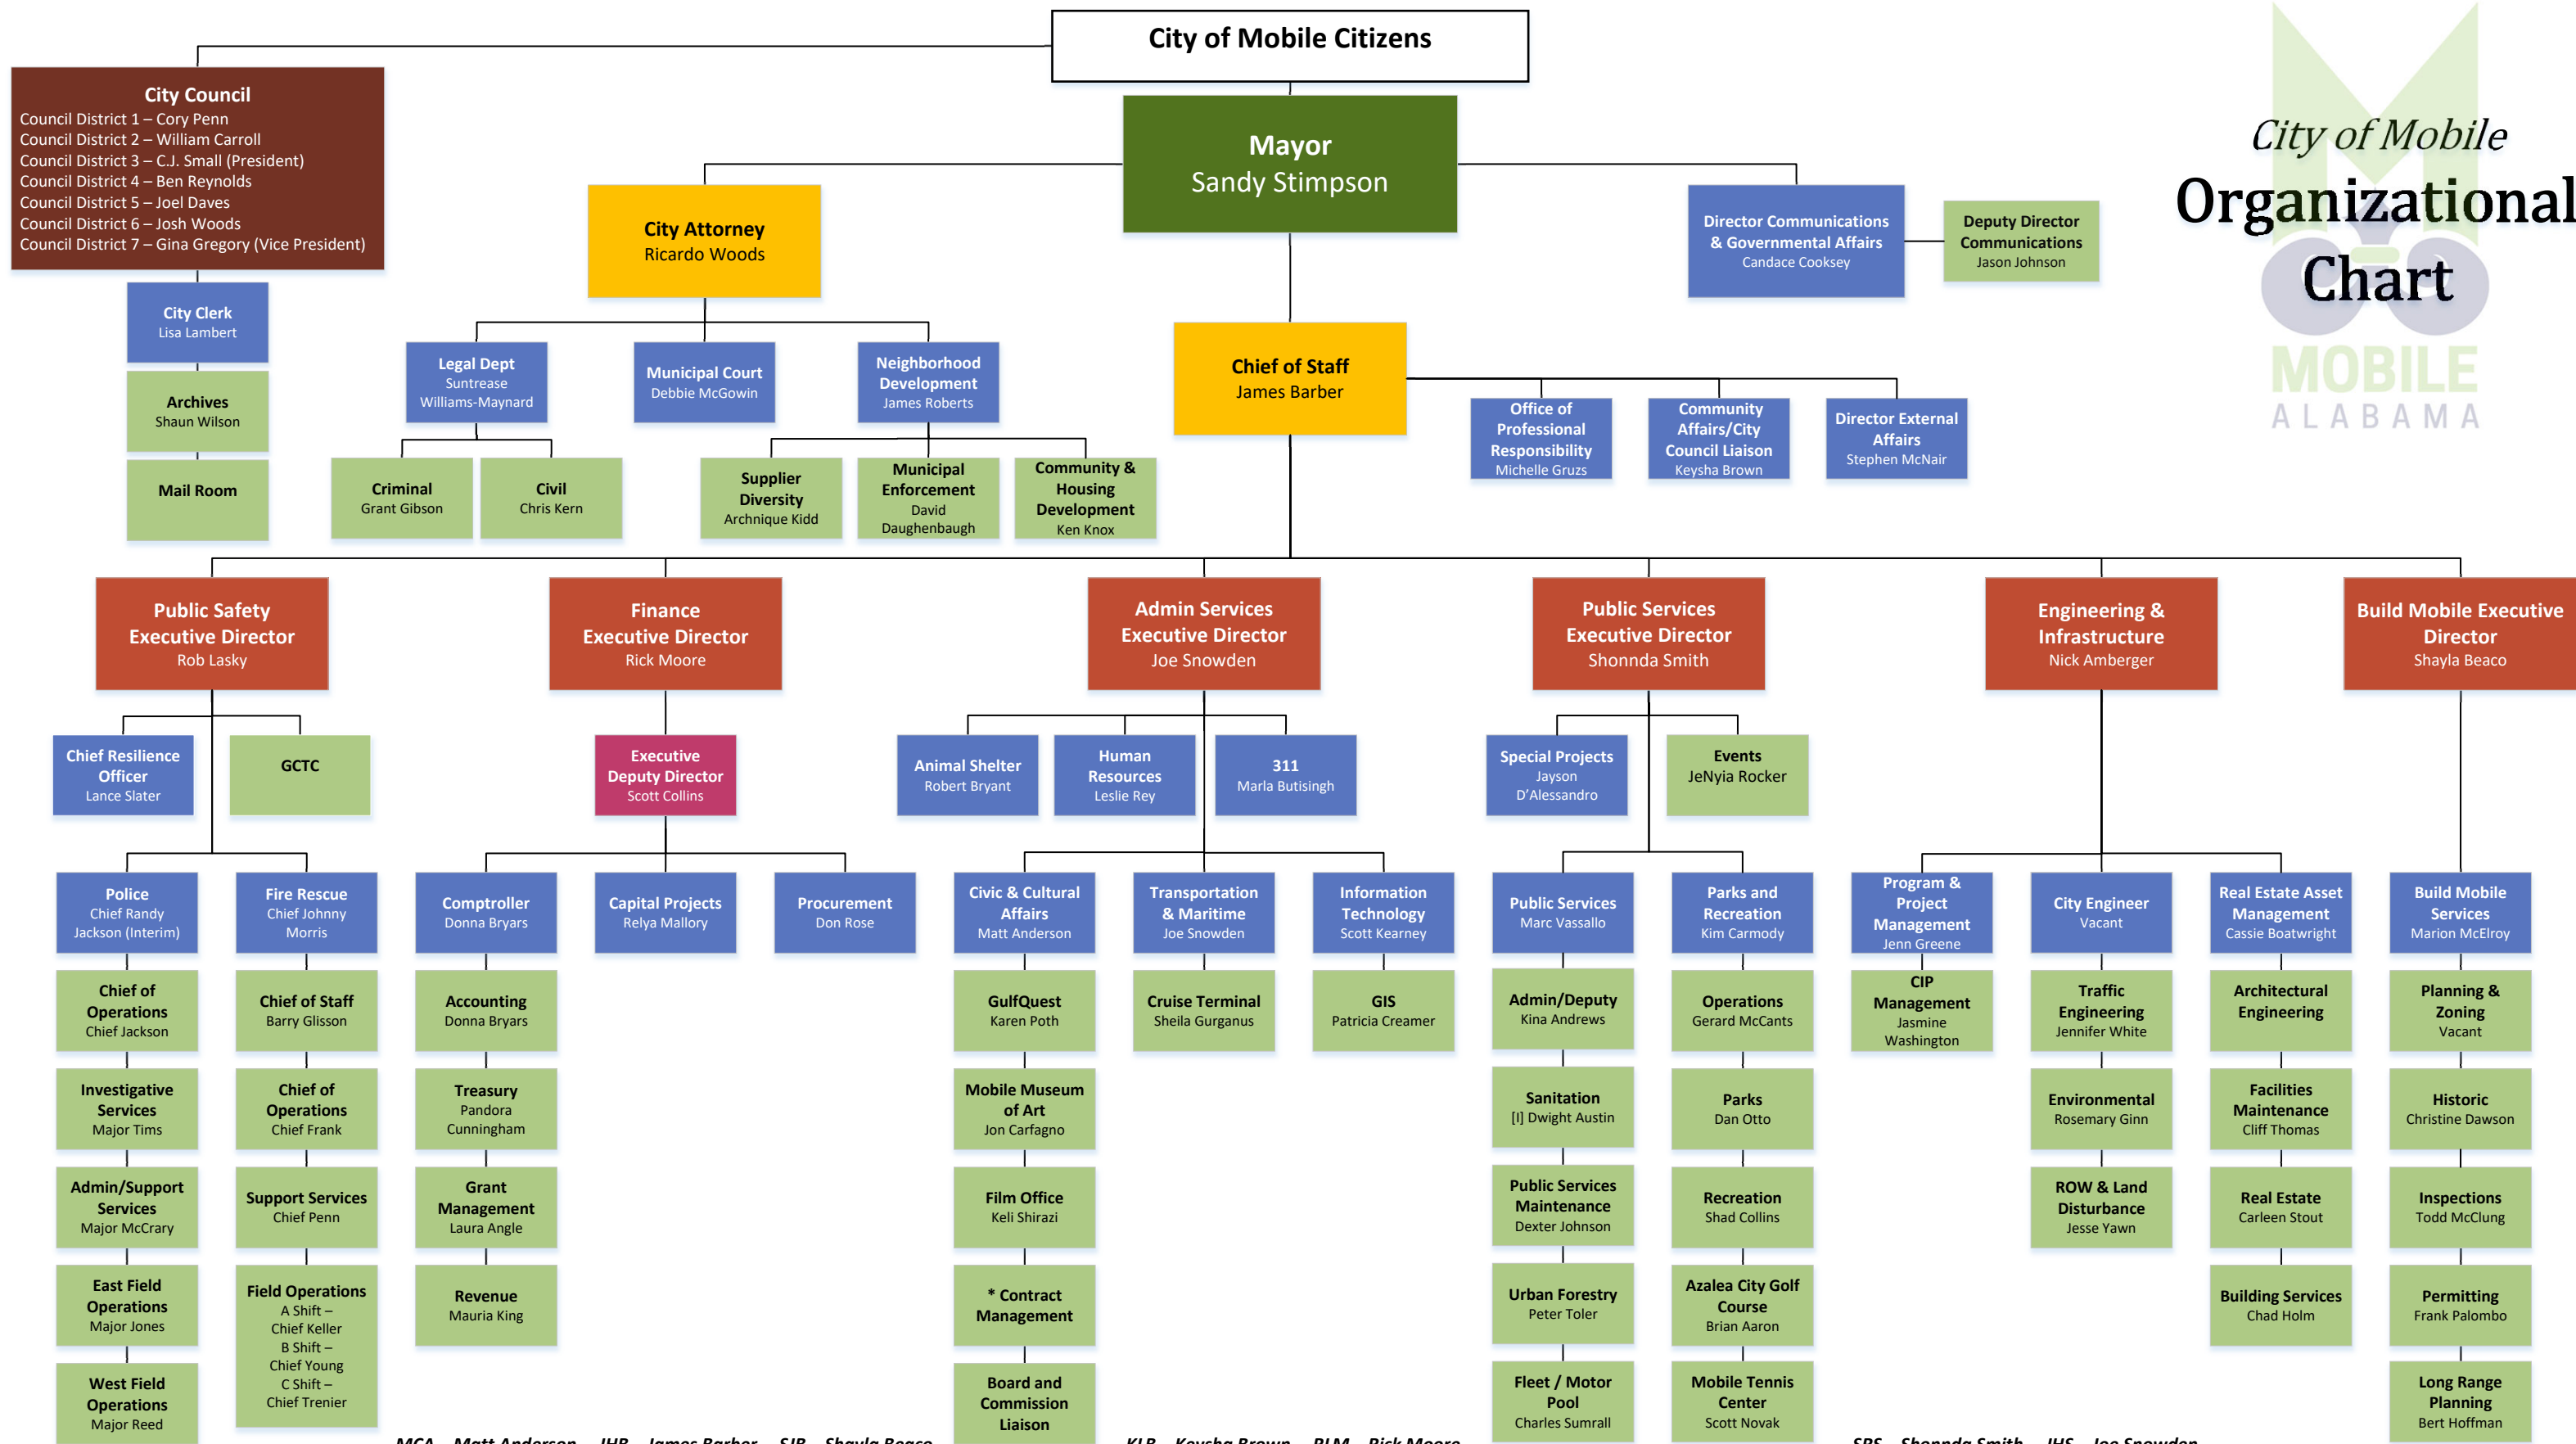 City of Mobile Citizens
City Council
Council District 1 – Cory Penn
Council District 2 – William Carroll
Council District 3 – C.J. Small (President)
Council District 4 – Ben Reynolds
Council District 5 – Joel Daves
Council District 6 – Josh Woods
Council District 7 – Gina Gregory (Vice President)
Mayor
Sandy Stimpson
City of Mobile
Organizational
Chart
MOBILE
ALABAMA
City Attorney
Ricardo Woods
Director Communications
& Governmental Affairs
Candace Cooksey
Deputy Director
Communications
Jason Johnson
City Clerk
Lisa Lambert
Archives
Shaun Wilson
Mail Room
Legal Dept
Suntrease
Williams-Maynard
Municipal Court
Debbie McGowin
Neighborhood
Development
James Roberts
Chief of Staff
James Barber
Office of
Professional
Responsibility
Michelle Gruzs
Community
Affairs/City
Council Liaison
Keysha Brown
Director External
Affairs
Stephen McNair
Criminal
Grant Gibson
Civil
Chris Kern
Supplier
Diversity
Archnique Kidd
Municipal
Enforcement
David
Daughenbaugh
Community &
Housing
Development
Ken Knox
Public Safety
Executive Director
Rob Lasky
Finance
Executive Director
Rick Moore
Admin Services
Executive Director
Joe Snowden
Public Services
Executive Director
Shonnda Smith
Engineering &
Infrastructure
Nick Amberger
Build Mobile Executive
Director
Shayla Beaco
Chief Resilience
Officer
Lance Slater
GCTC
Executive
Deputy Director
Scott Collins
Animal Shelter
Robert Bryant
Human
Resources
Leslie Rey
311
Marla Butisingh
Special Projects
Jayson
D’Alessandro
Events
JeNyia Rocker
Police
Chief Randy
Jackson (Interim)
Fire Rescue
Chief Johnny
Morris
Comptroller
Donna Bryars
Capital Projects
Relya Mallory
Procurement
Don Rose
Civic & Cultural
Affairs
Matt Anderson
Transportation
& Maritime
Joe Snowden
Information
Technology
Scott Kearney
Public Services
Marc Vassallo
Parks and
Recreation
Kim Carmody
Program &
Project
Management
Jenn Greene
City Engineer
Vacant
Real Estate Asset
Management
Cassie Boatwright
Build Mobile
Services
Marion McElroy
Chief of
Operations
Chief Jackson
Chief of Staff
Barry Glisson
Accounting
Donna Bryars
GulfQuest
Karen Poth
Cruise Terminal
Sheila Gurganus
GIS
Patricia Creamer
Admin/Deputy
Kina Andrews
Operations
Gerard McCants
CIP
Management
Jasmine
Washington
Traffic
Engineering
Jennifer White
Architectural
Engineering
Planning &
Zoning
Vacant
Investigative
Services
Major Tims
Chief of
Operations
Chief Frank
Treasury
Pandora
Cunningham
Mobile Museum
of Art
Jon Carfagno
Sanitation
[I] Dwight Austin
Parks
Dan Otto
Environmental
Rosemary Ginn
Facilities
Maintenance
Cliff Thomas
Historic
Christine Dawson
Admin/Support
Services
Major McCrary
Support Services
Chief Penn
Grant
Management
Laura Angle
Film Office
Keli Shirazi
Public Services
Maintenance
Dexter Johnson
Recreation
Shad Collins
ROW & Land
Disturbance
Jesse Yawn
Real Estate
Carleen Stout
Inspections
Todd McClung
East Field
Operations
Major Jones
Field Operations
A Shift –
Chief Keller
B Shift –
Chief Young
C Shift –
Chief Trenier
Revenue
Mauria King
* Contract
Management
Urban Forestry
Peter Toler
Azalea City Golf
Course
Brian Aaron
Building Services
Chad Holm
Permitting
Frank Palombo
West Field
Operations
Major Reed
Board and
Commission
Liaison
Fleet / Motor
Pool
Charles Sumrall
Mobile Tennis
Center
Scott Novak
Long Range
Planning
Bert Hoffman
MCA – Matt Anderson JHB – James Barber SJB – Shayla Beaco KLB – Keysha Brown RLM – Rick Moore SRS – Shonnda Smith JHS – Joe Snowden